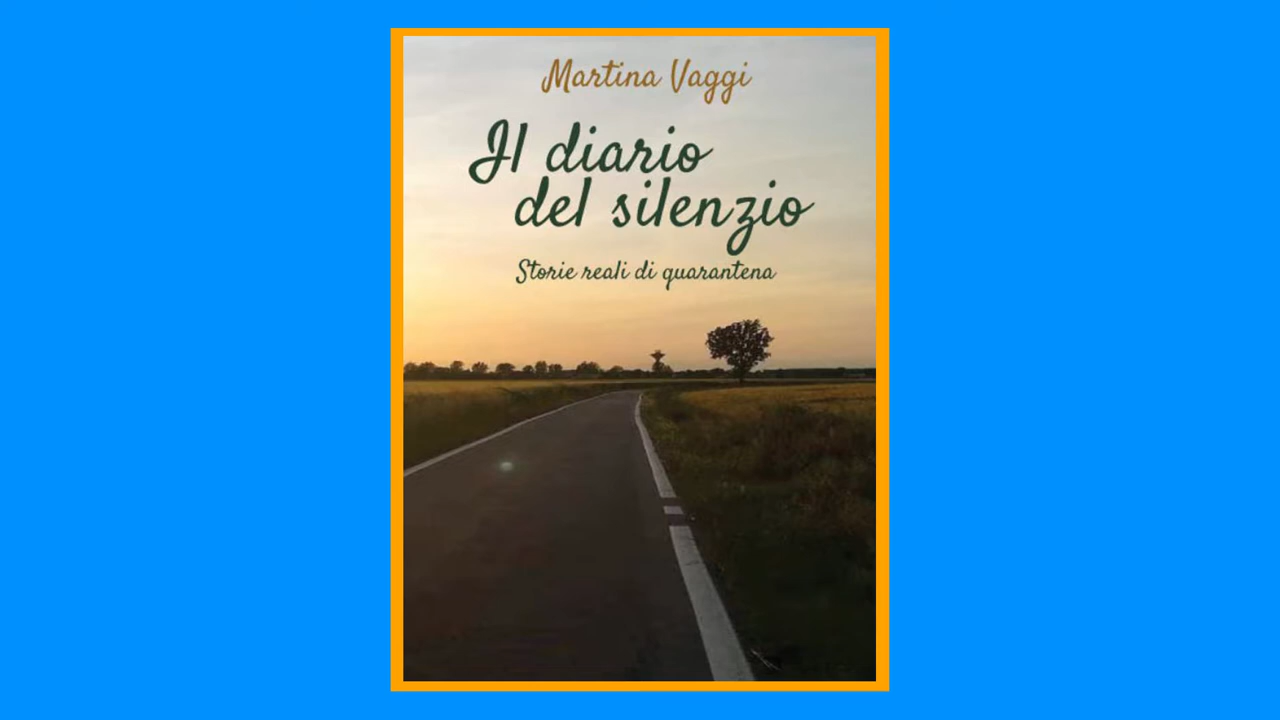 Martina Vaggi
Il diario
del silenzio
Storie reali di quarantena